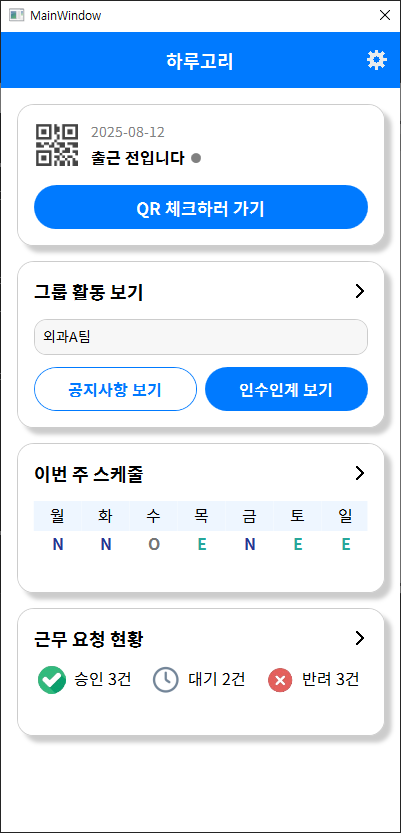 MainWindow
하루고리
2025-08-12
출근 전입니다
QR 체크하러 가기
그룹 활동 보기
외과A팀
공지사항 보기 인수인계 보기
이번 주 스케줄
월 화 수 목 금 토 일
N N O E N E E
근무 요청 현황
승인 3건 대기 2건 반려 3건